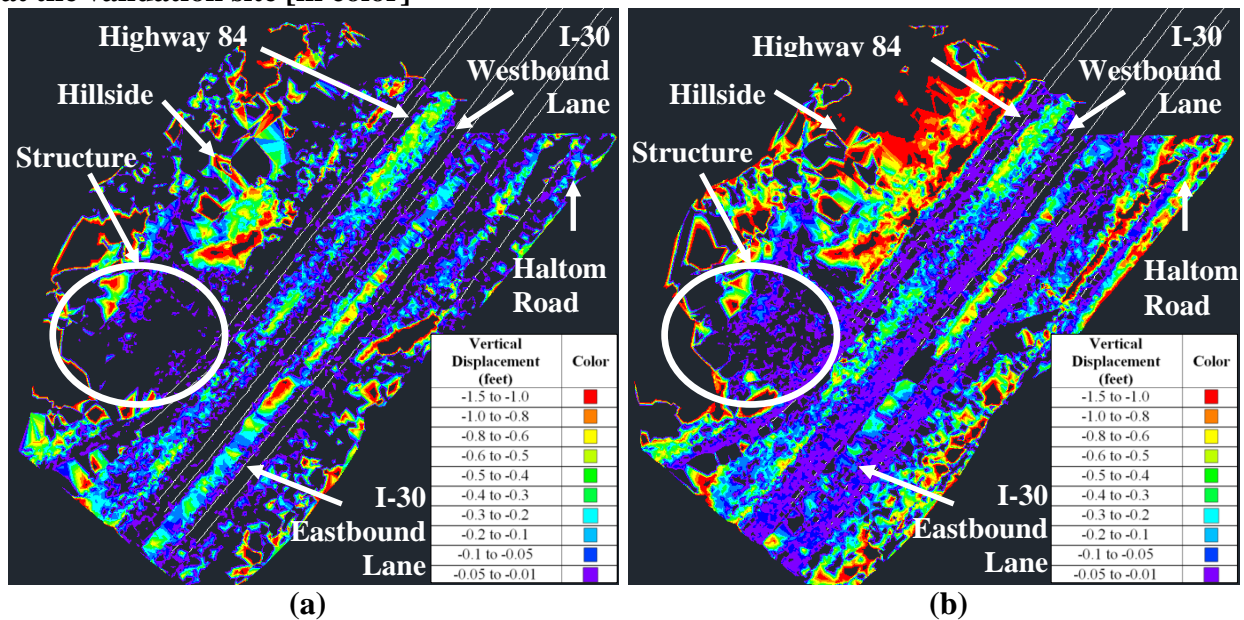 at the validation site [in color]
Highway 84
I-30
Westbound
Lane
Hillside
Structure
Haltom
Road
I-30
Eastbound
Lane
Vertical
Displacement
(feet)
Color
-1.5 to -1.0
-1.0 to -0.8
-0.8 to -0.6
-0.6 to -0.5
-0.5 to -0.4
-0.4 to -0.3
-0.3 to -0.2
-0.2 to -0.1
-0.1 to -0.05
-0.05 to -0.01
(a)
Highway 84
I-30
Westbound
Lane
Hillside
Structure
Haltom
Road
I-30
Eastbound
Lane
Vertical
Displacement
(feet)
Color
-1.5 to -1.0
-1.0 to -0.8
-0.8 to -0.6
-0.6 to -0.5
-0.5 to -0.4
-0.4 to -0.3
-0.3 to -0.2
-0.2 to -0.1
-0.1 to -0.05
-0.05 to -0.01
(b)